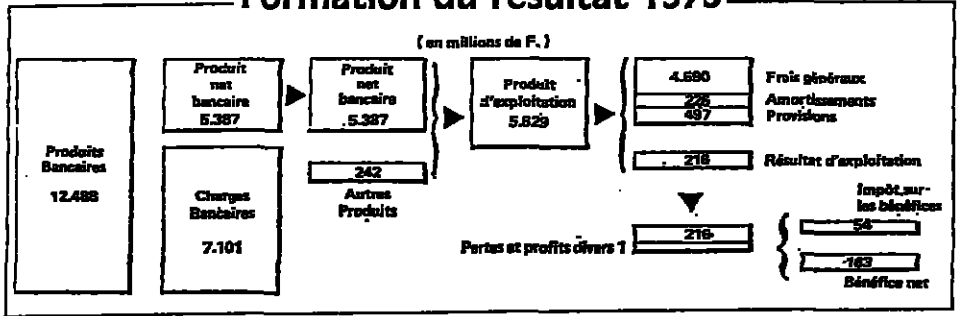 Formation du résultat 1975
(en millions de F.)
Produits
Bancaires
12.488
Produit
net
bancaire
5.387
Charges
Bancaires
7.101
Produit
net
bancaire
5.387
242
Autres
Produits
Produit
d'exploitation
5.629
4.690 Frais généraux
226 Amortissements
497 Provisions
216 Résultat d'exploitation
Pertes et profits divers 1
216
Impôt sur
les bénéfices
54
163
Bénéfice net